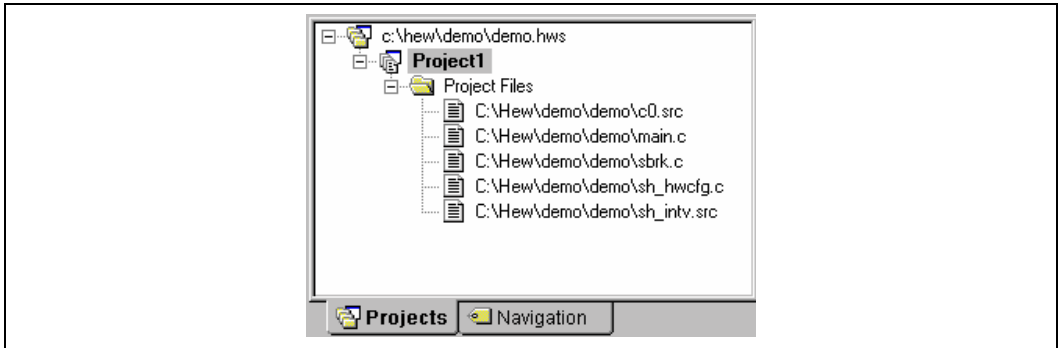 c:\hew\demo\demo.hws
Project1
Project Files
C:\Hew\demo\demo\c0.src
C:\Hew\demo\demo\main.c
C:\Hew\demo\demo\sbrk.c
C:\Hew\demo\demo\sh_hwcfg.c
C:\Hew\demo\demo\sh_intv.src
Projects Navigation